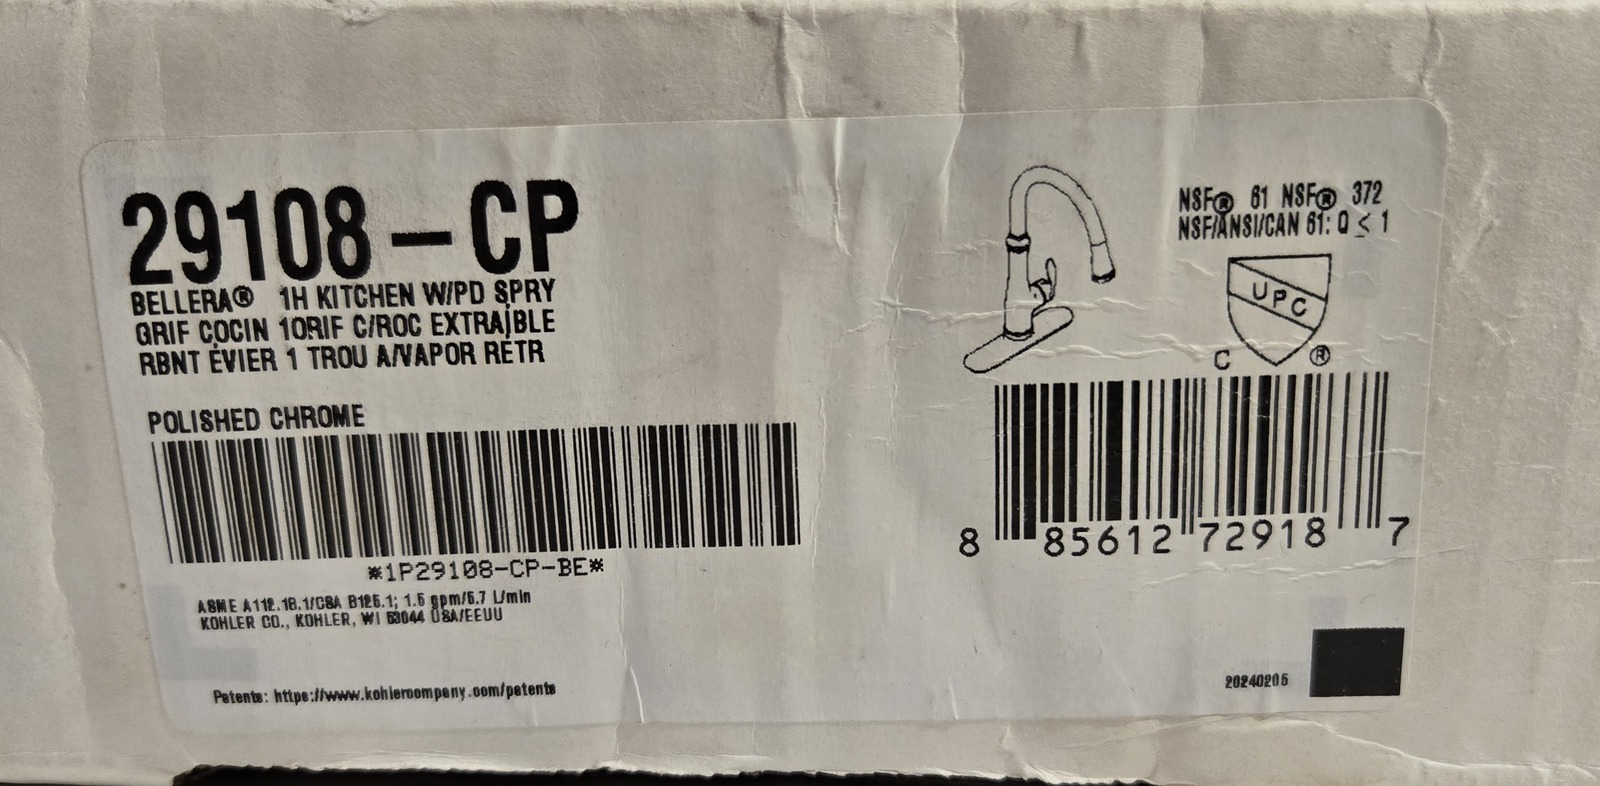 29108-CP
BELLERA® 1H KITCHEN W/PD SPRY
GRIF COCIN 1ORIF C/ROC EXTRAÍBLE
RBNT ÉVIER 1 TROU A/VAPOR RÉTR
POLISHED CHROME
*1P29108-CP-BE*
ASME A112.18.1/CSA B125.1; 1.5 gpm/5.7 L/min
KOHLER CO., KOHLER, WI 53044 USA/EEUU
Patents: https://www.kohlercompany.com/patents
NSF® 61 NSF® 372
NSF/ANSI/CAN 61: Q ≤ 1
UPC
C ®
8 85612 72918 7
20240205